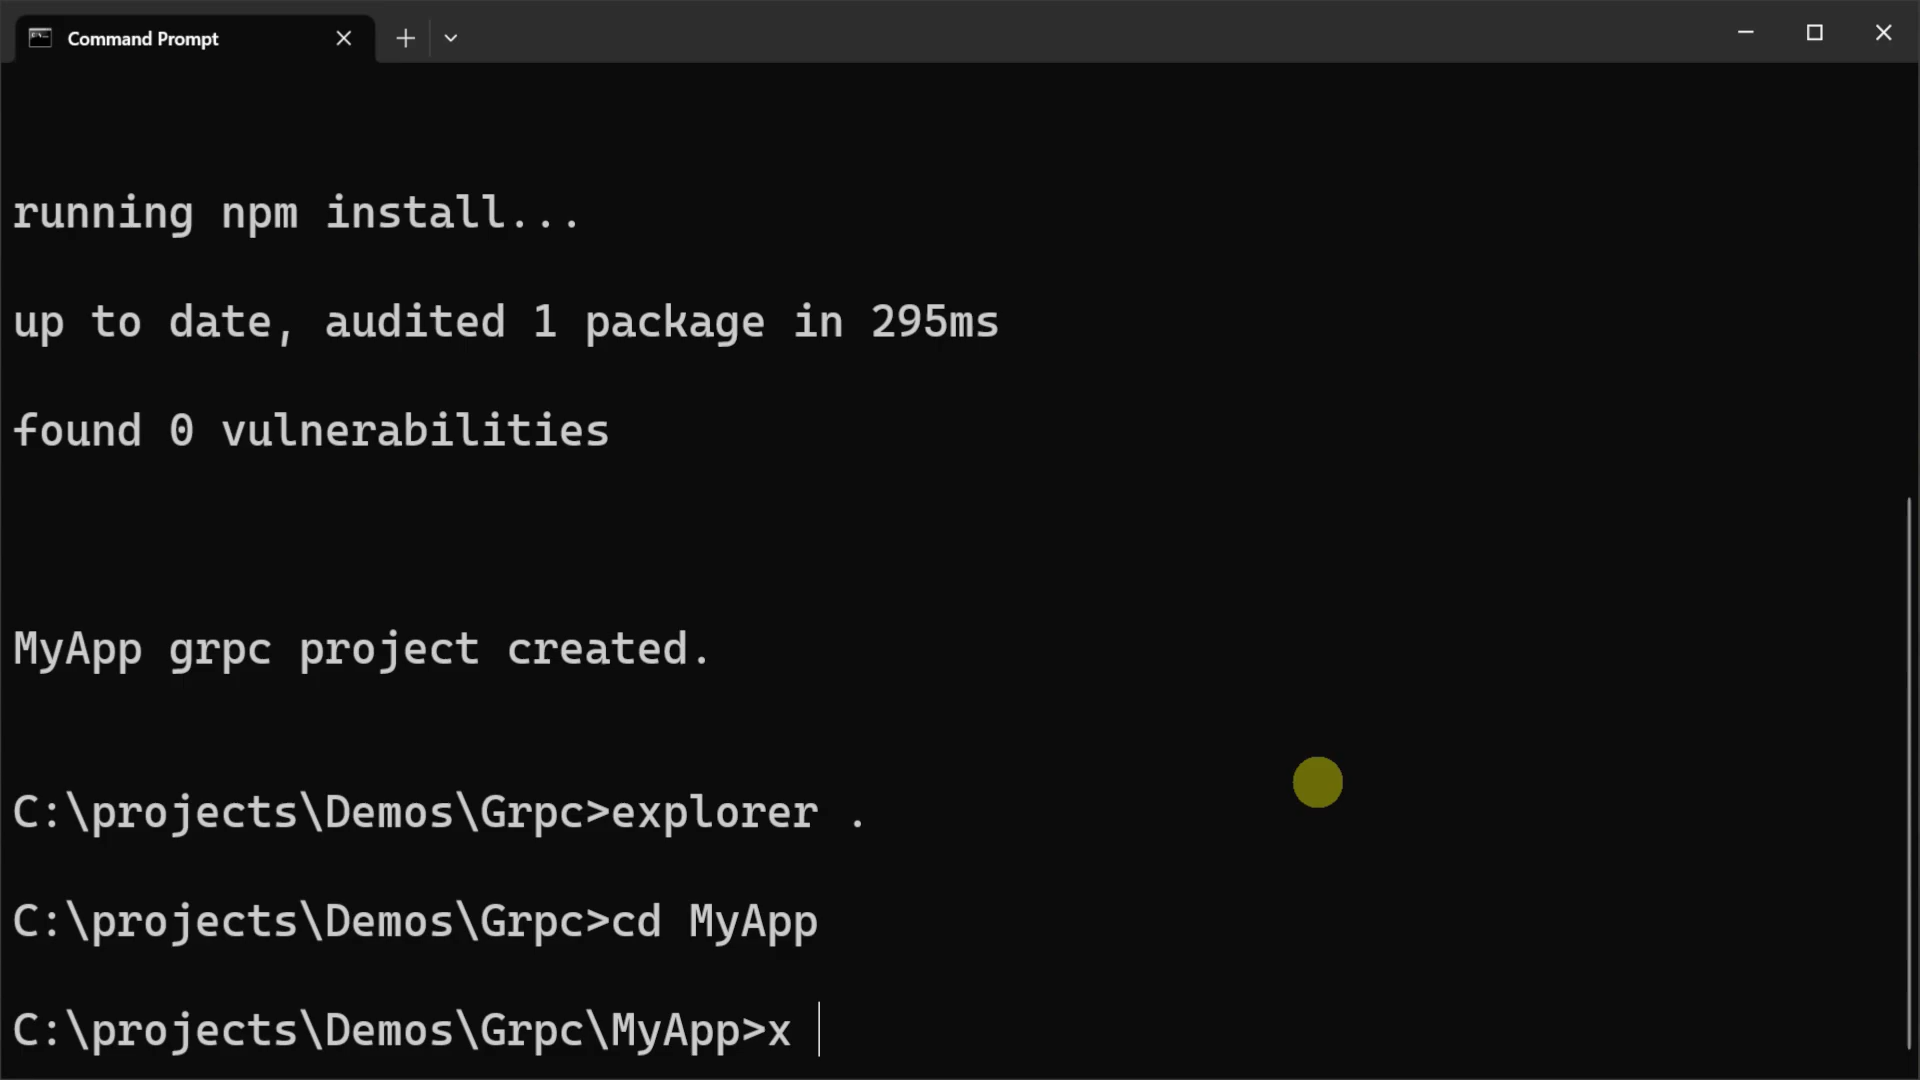 Command Prompt
running npm install...
up to date, audited 1 package in 295ms
found 0 vulnerabilities
MyApp grpc project created.
C:\projects\Demos\Grpc>explorer .
C:\projects\Demos\Grpc>cd MyApp
C:\projects\Demos\Grpc\MyApp>x